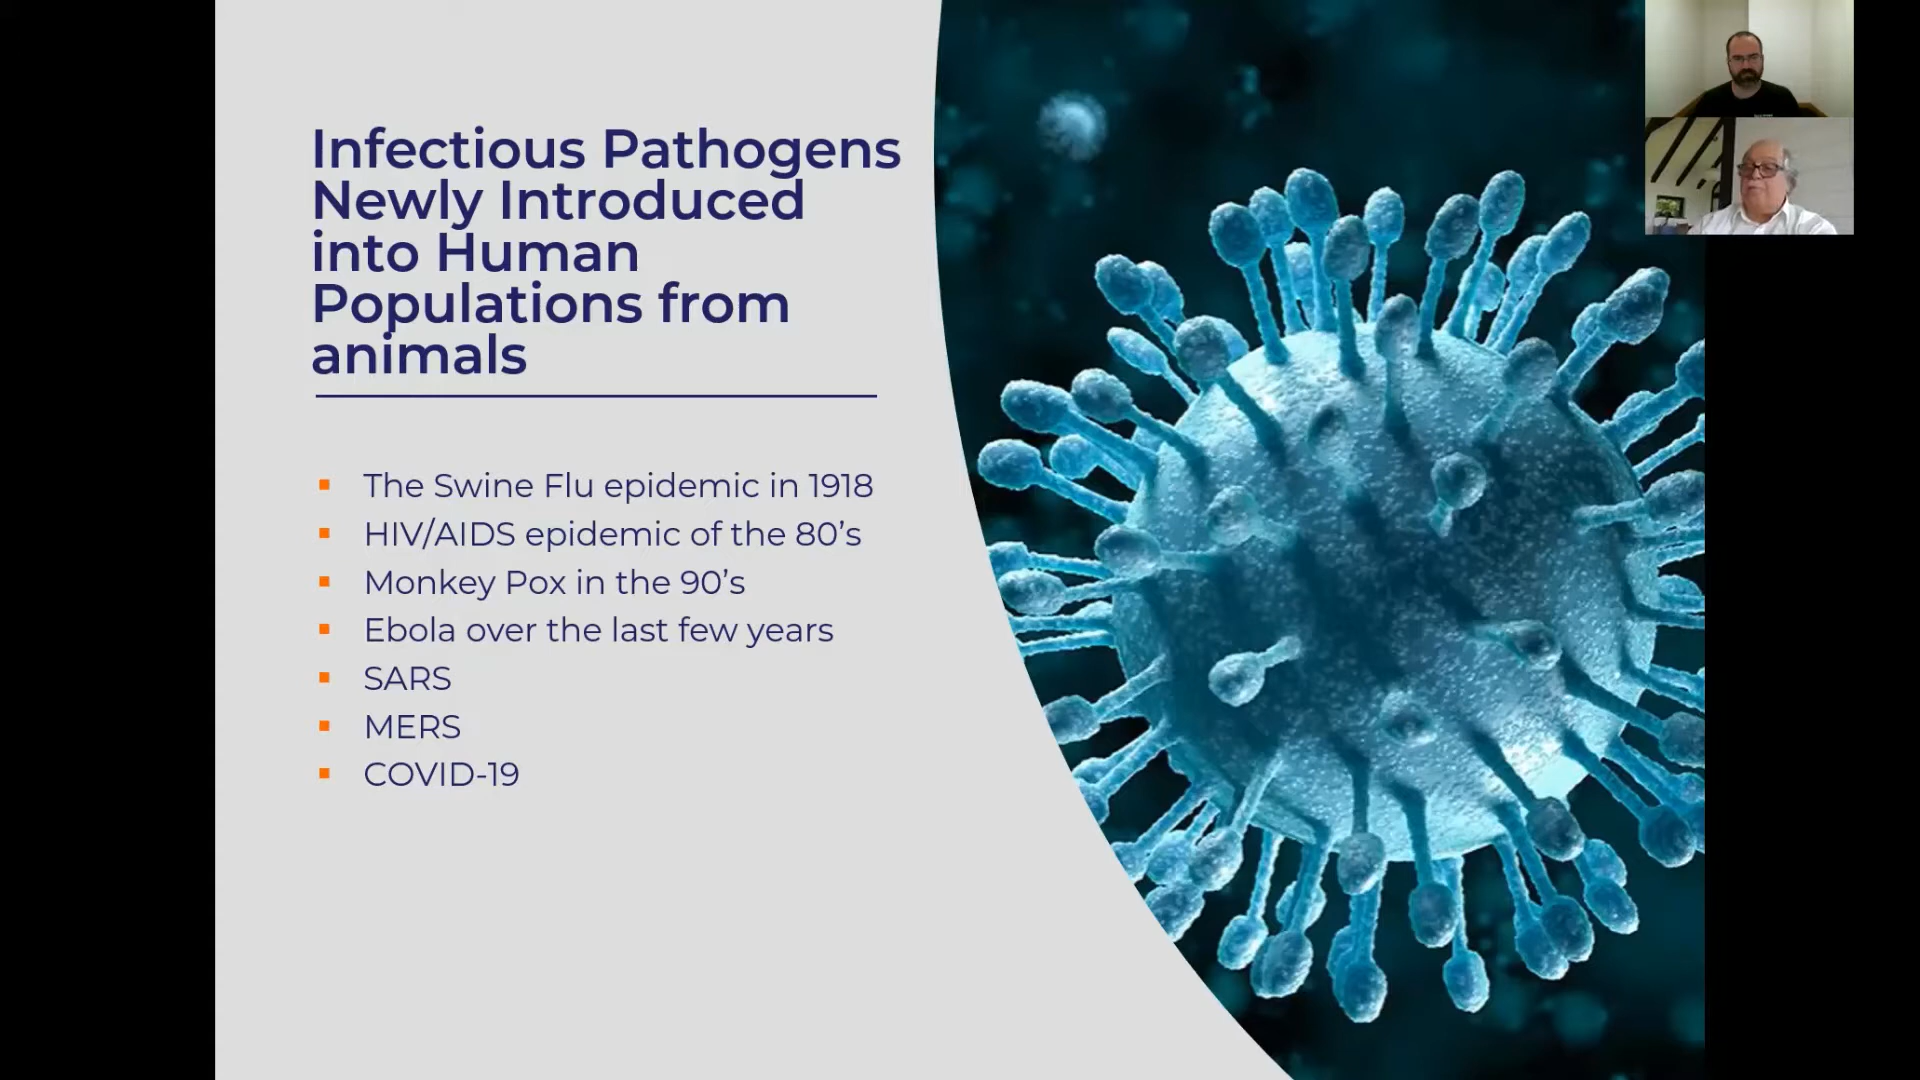 Infectious Pathogens
Newly Introduced
into Human
Populations from
animals
The Swine Flu epidemic in 1918
HIV/AIDS epidemic of the 80’s
Monkey Pox in the 90’s
Ebola over the last few years
SARS
MERS
COVID-19